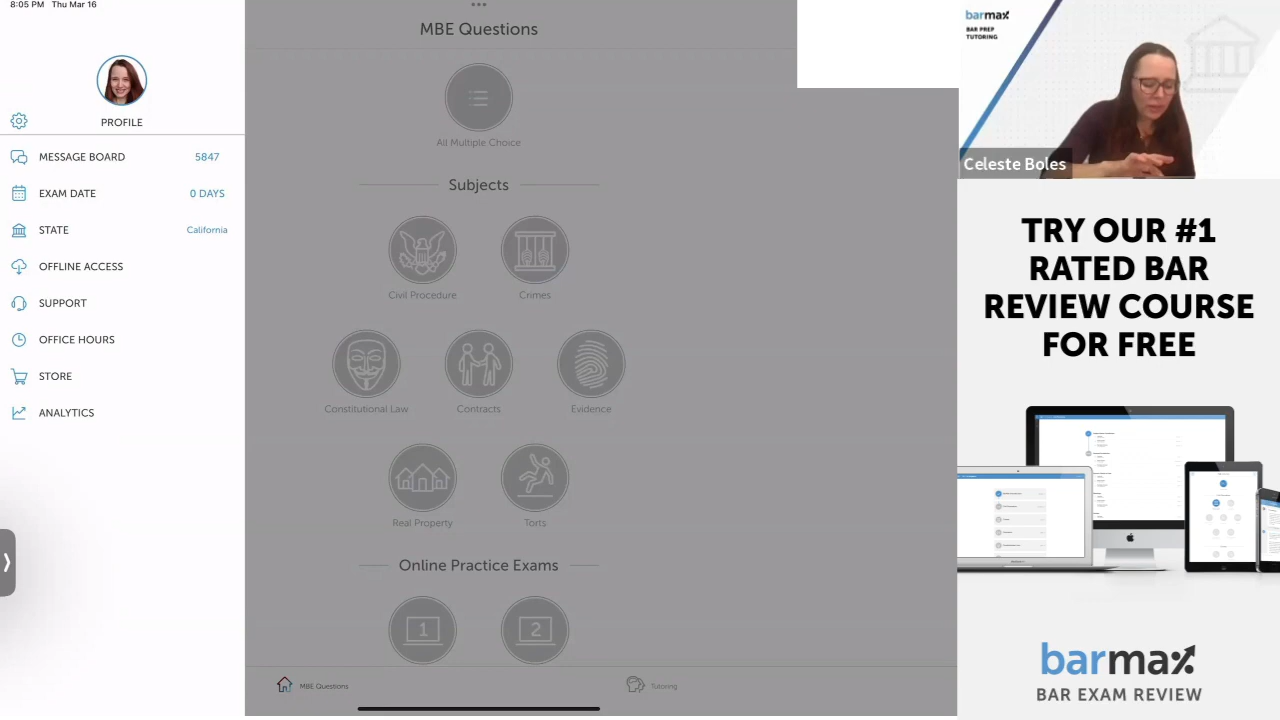 8:05 PM Thu Mar 16
PROFILE
MESSAGE BOARD 5847
EXAM DATE 0 DAYS
STATE California
OFFLINE ACCESS
SUPPORT
OFFICE HOURS
STORE
ANALYTICS
MBE Questions
All Multiple Choice
Subjects
Civil Procedure
Crimes
Constitutional Law
Contracts
Evidence
Real Property
Torts
Online Practice Exams
1
2
MBE Questions
Tutoring
barmax
BAR PREP
TUTORING
Celeste Boles
TRY OUR #1
RATED BAR
REVIEW COURSE
FOR FREE
barmax
BAR EXAM REVIEW